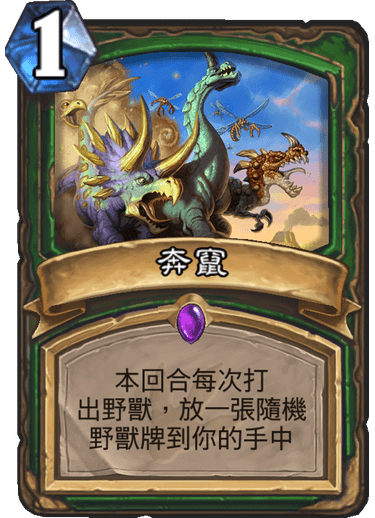 1
奔竄
本回合每次打
出野獸，放一張隨機
野獸牌到你的手中